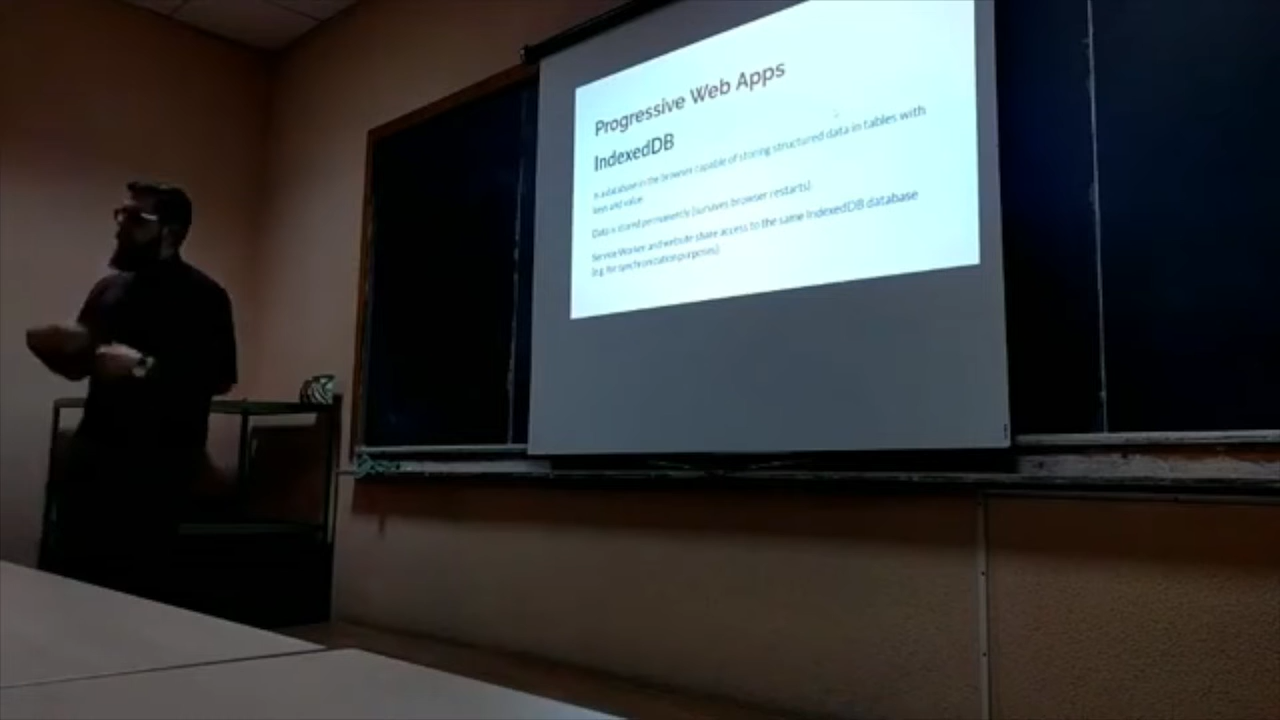 Progressive Web Apps
IndexedDB
is a database in the browser capable of storing structured data in tables with
keys and value
Data is stored permanently (survives browser restarts)
Service Worker and website share access to the same IndexedDB database
(e.g. for synchronization purposes)